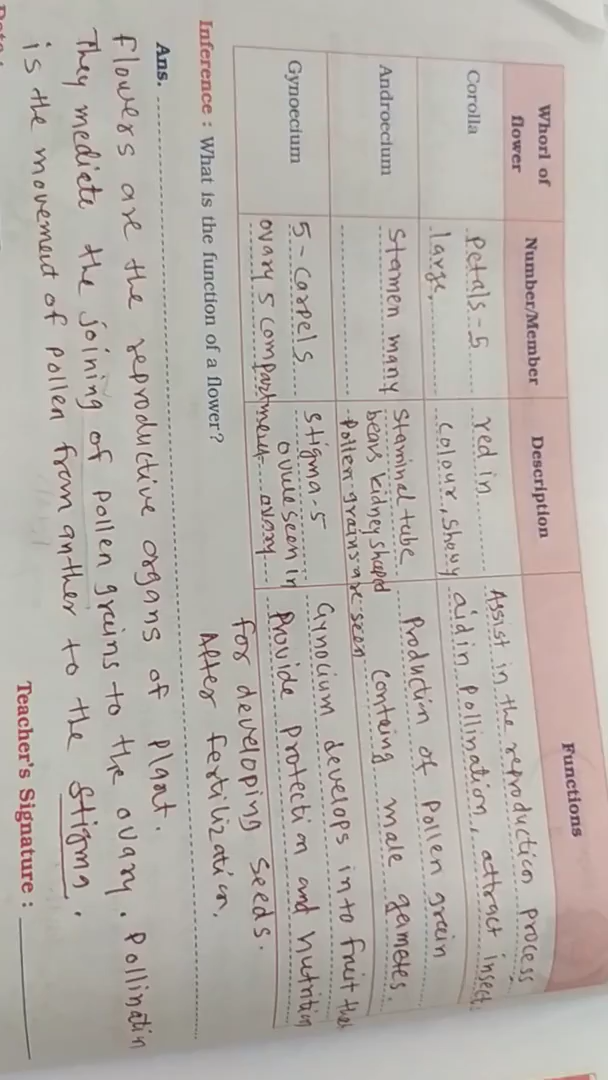 Whorl of flower
Number/Member
Description
Functions
Corolla
Petals - 5
large,
red in
colour, showy
Assist in the reproduction process,
aid in pollination, attract insects
Androecium
Stamen many
Staminal tube
bears kidney shaped
pollen grains are seen
Production of pollen grain
containg male gametes.
Gynoecium
5 - carpels
ovary 5 compartment
Stigma - 5
ovule seen in
ovary
Gynocium develops in to fruit that
provide protection and nutrition
for developing seeds.
After fertilization.
Inference : What is the function of a flower?
Ans.
flowers are the reproductive organs of plant.
They mediate the joining of pollen grains to the ovary. Pollinatin
is the movement of pollen from anther to the stigma.
Teacher's Signature :